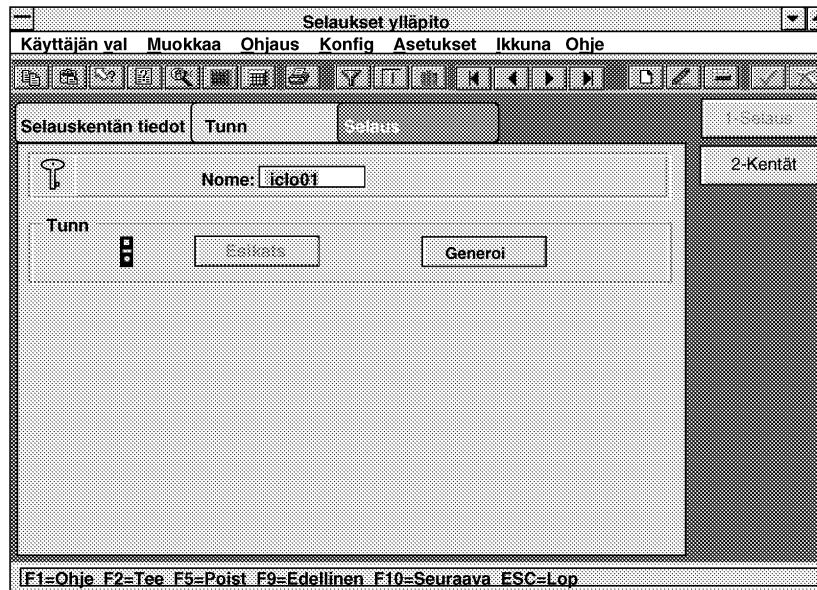 Selaukset ylläpito
Käyttäjän val Muokkaa Ohjaus Konfig Asetukset Ikkuna Ohje
Selauskentän tiedot Tunn Selaus
1-Selaus
2-Kentät
Nome: iclo01
Tunn
Esikats Generoi
F1=Ohje F2=Tee F5=Poist F9=Edellinen F10=Seuraava ESC=Lop